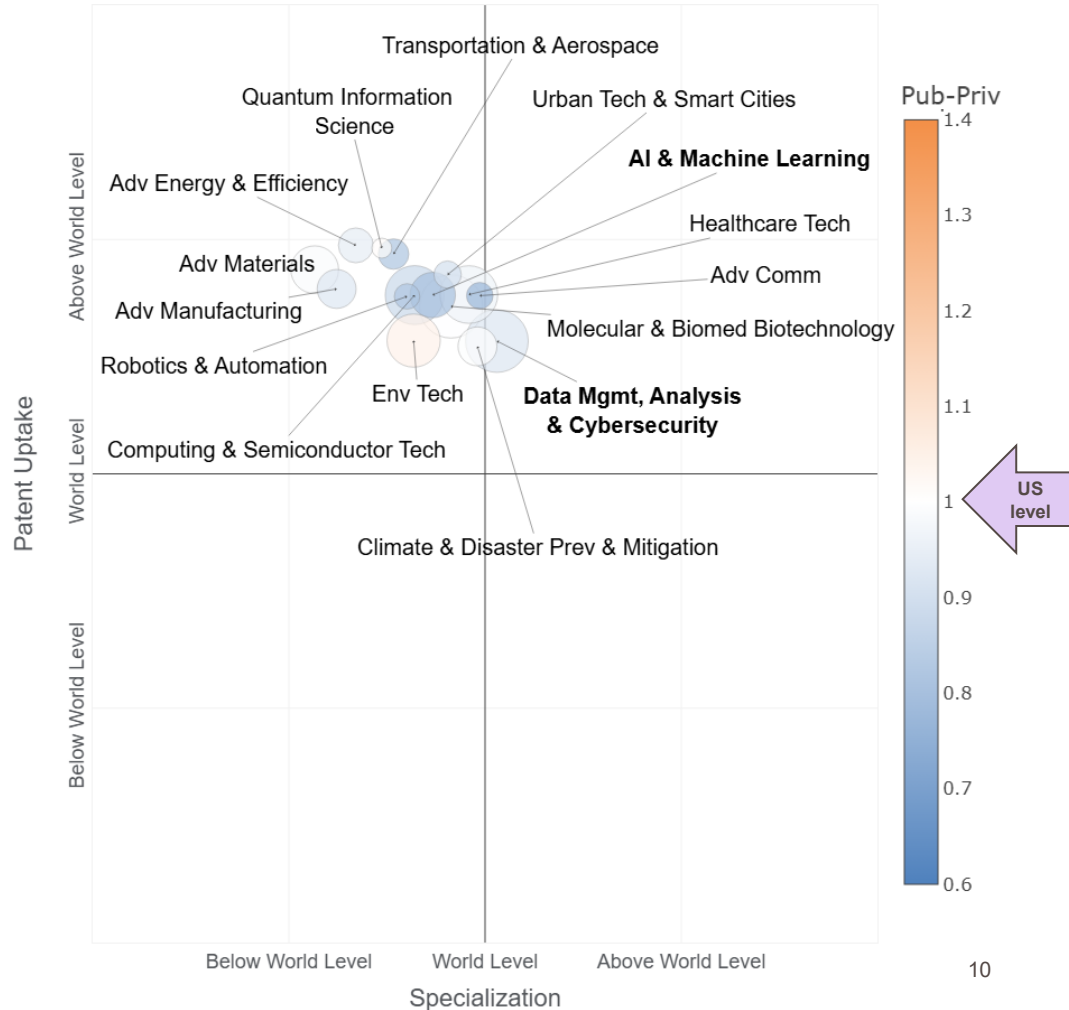 Transportation & Aerospace
Quantum Information
Science
Urban Tech & Smart Cities
Pub-Priv
AI & Machine Learning
Adv Energy & Efficiency
Healthcare Tech
Adv Materials
Adv Comm
Adv Manufacturing
Molecular & Biomed Biotechnology
Robotics & Automation
Env Tech
Data Mgmt, Analysis
& Cybersecurity
Computing & Semiconductor Tech
Climate & Disaster Prev & Mitigation
1.4
1.3
1.2
1.1
1
0.9
0.8
0.7
0.6
US
level
Patent Uptake
Above World Level
World Level
Below World Level
Below World Level
World Level
Above World Level
Specialization
10